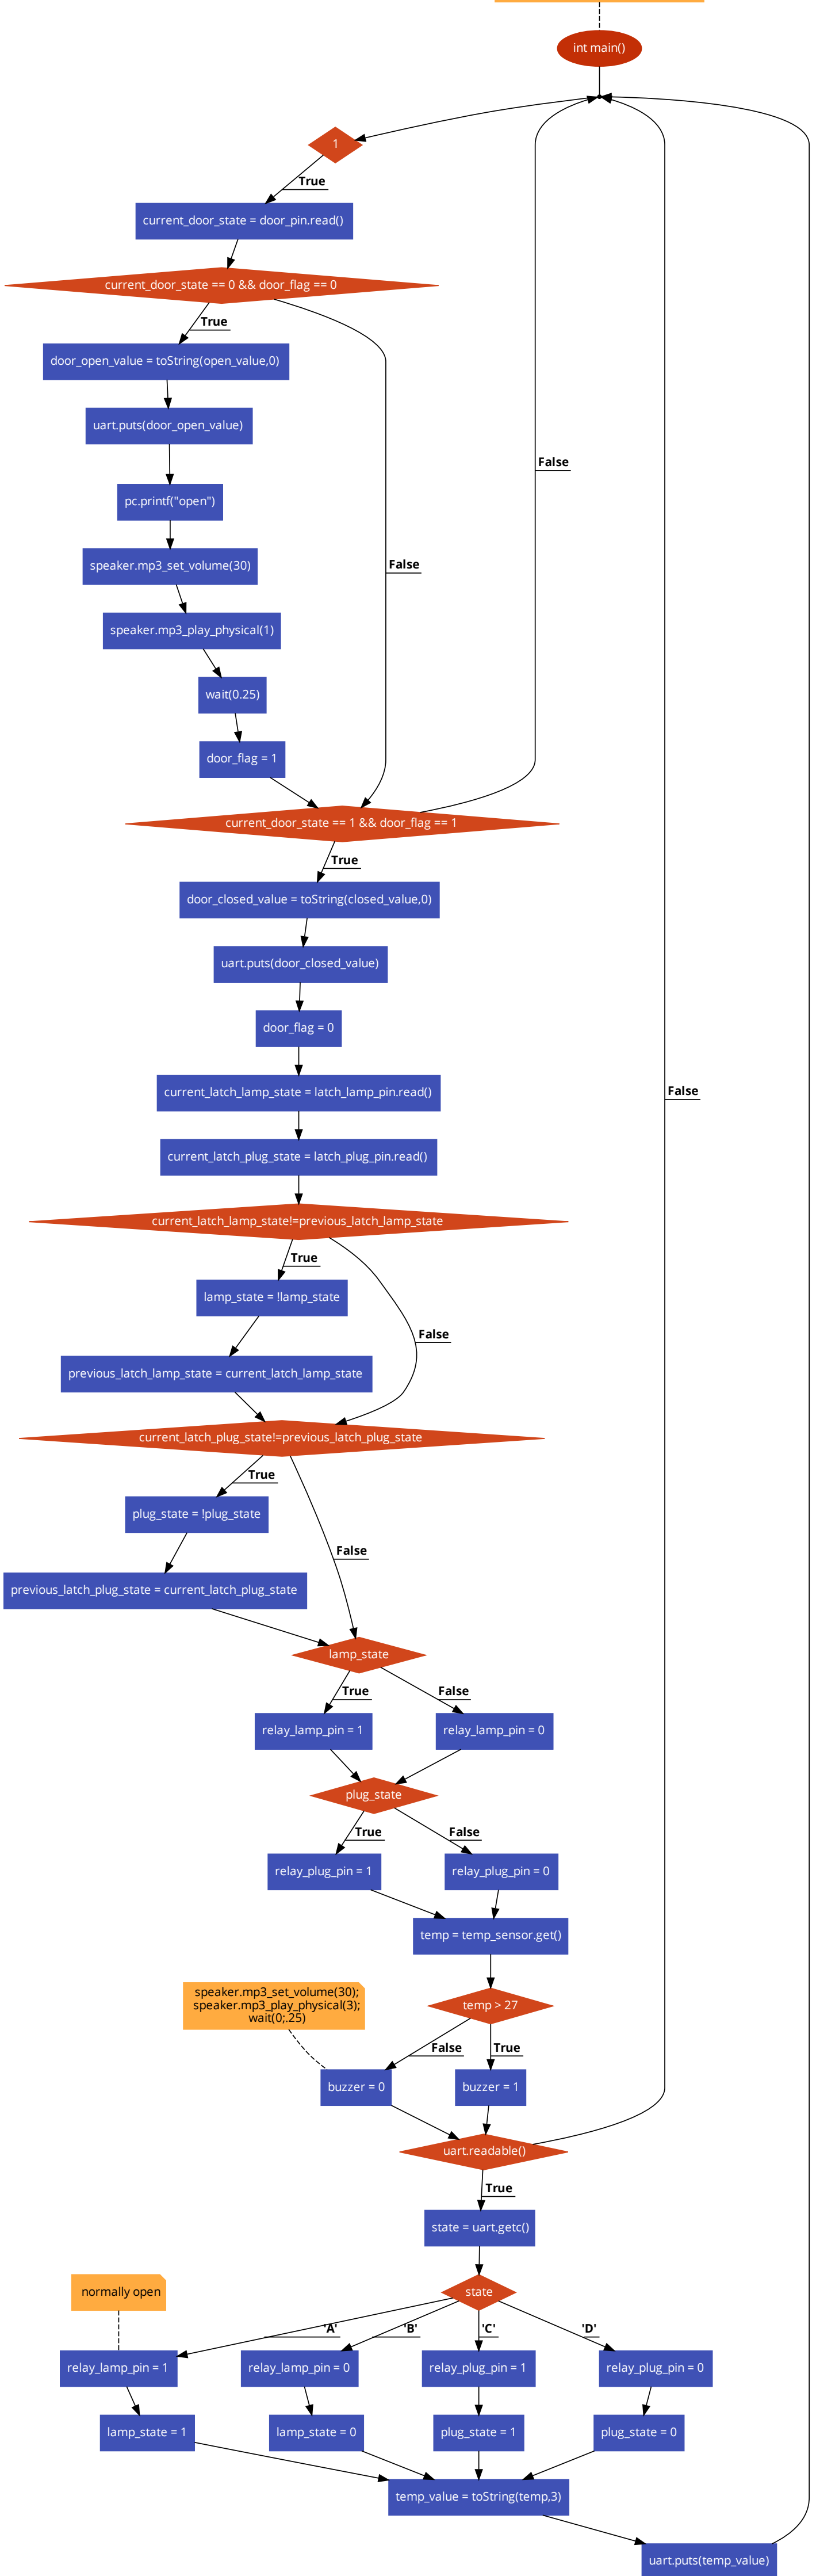 int main()
1
True
current_door_state = door_pin.read()
current_door_state == 0 && door_flag == 0
True
door_open_value = toString(open_value,0)
uart.puts(door_open_value)
False
pc.printf("open")
speaker.mp3_set_volume(30)
False
speaker.mp3_play_physical(1)
wait(0.25)
door_flag = 1
current_door_state == 1 && door_flag == 1
True
door_closed_value = toString(closed_value,0)
uart.puts(door_closed_value)
door_flag = 0
current_latch_lamp_state = latch_lamp_pin.read()
False
current_latch_plug_state = latch_plug_pin.read()
current_latch_lamp_state!=previous_latch_lamp_state
True
lamp_state = !lamp_state
False
previous_latch_lamp_state = current_latch_lamp_state
current_latch_plug_state!=previous_latch_plug_state
True
plug_state = !plug_state
False
previous_latch_plug_state = current_latch_plug_state
lamp_state
True
False
relay_lamp_pin = 1
relay_lamp_pin = 0
plug_state
True
False
relay_plug_pin = 1
relay_plug_pin = 0
temp = temp_sensor.get()
speaker.mp3_set_volume(30);
speaker.mp3_play_physical(3);
wait(0;.25)
temp > 27
False
True
buzzer = 0
buzzer = 1
uart.readable()
True
state = uart.getc()
normally open
state
'A'
'B'
'C'
'D'
relay_lamp_pin = 1
relay_lamp_pin = 0
relay_plug_pin = 1
relay_plug_pin = 0
lamp_state = 1
lamp_state = 0
plug_state = 1
plug_state = 0
temp_value = toString(temp,3)
uart.puts(temp_value)